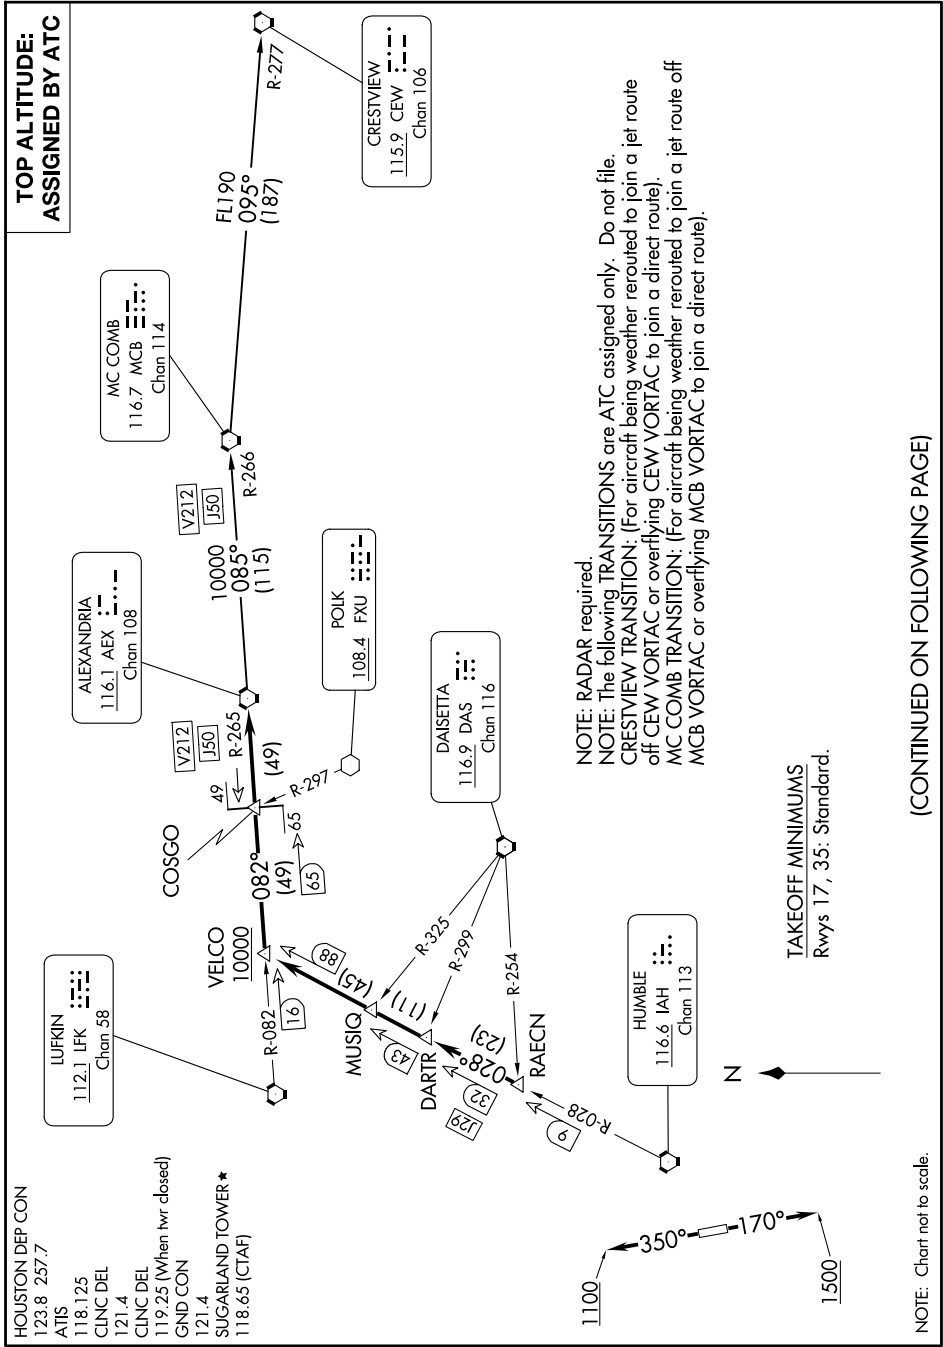 TOP ALTITUDE:
ASSIGNED BY ATC
HOUSTON DEP CON
123.8 257.7
ATIS
118.125
CLNC DEL
121.4
CLNC DEL
119.25 (When twr closed)
GND CON
121.4
SUGARLAND TOWER ★
118.65 (CTAF)
LUFKIN
112.1 LFK
Chan 58
ALEXANDRIA
116.1 AEX
Chan 108
MC COMB
116.7 MCB
Chan 114
CRESTVIEW
115.9 CEW
Chan 106
POLK
108.4 FXU
DAISETTA
116.9 DAS
Chan 116
HUMBLE
116.6 IAH
Chan 113
R-277
FL190
095°
(187)
R-266
V212
J50
10000
085°
(115)
V212
J50
R-265
(49)
49
COSGO
R-297
65
65
082°
(49)
VELCO
10000
R-082
16
88
(45)
MUSIQ
R-325
(11)
43
DARTR
R-299
(23)
028°
32
J29
R-254
RAECN
9
R-028
N
350°
170°
1100
1500
NOTE: RADAR required.
NOTE: The following TRANSITIONS are ATC assigned only. Do not file.
CRESTVIEW TRANSITION: (For aircraft being weather rerouted to join a jet route
off CEW VORTAC or overflying CEW VORTAC to join a direct route).
MC COMB TRANSITION: (For aircraft being weather rerouted to join a jet route off
MCB VORTAC or overflying MCB VORTAC to join a direct route).
TAKEOFF MINIMUMS
Rwys 17, 35: Standard.
NOTE: Chart not to scale.
(CONTINUED ON FOLLOWING PAGE)